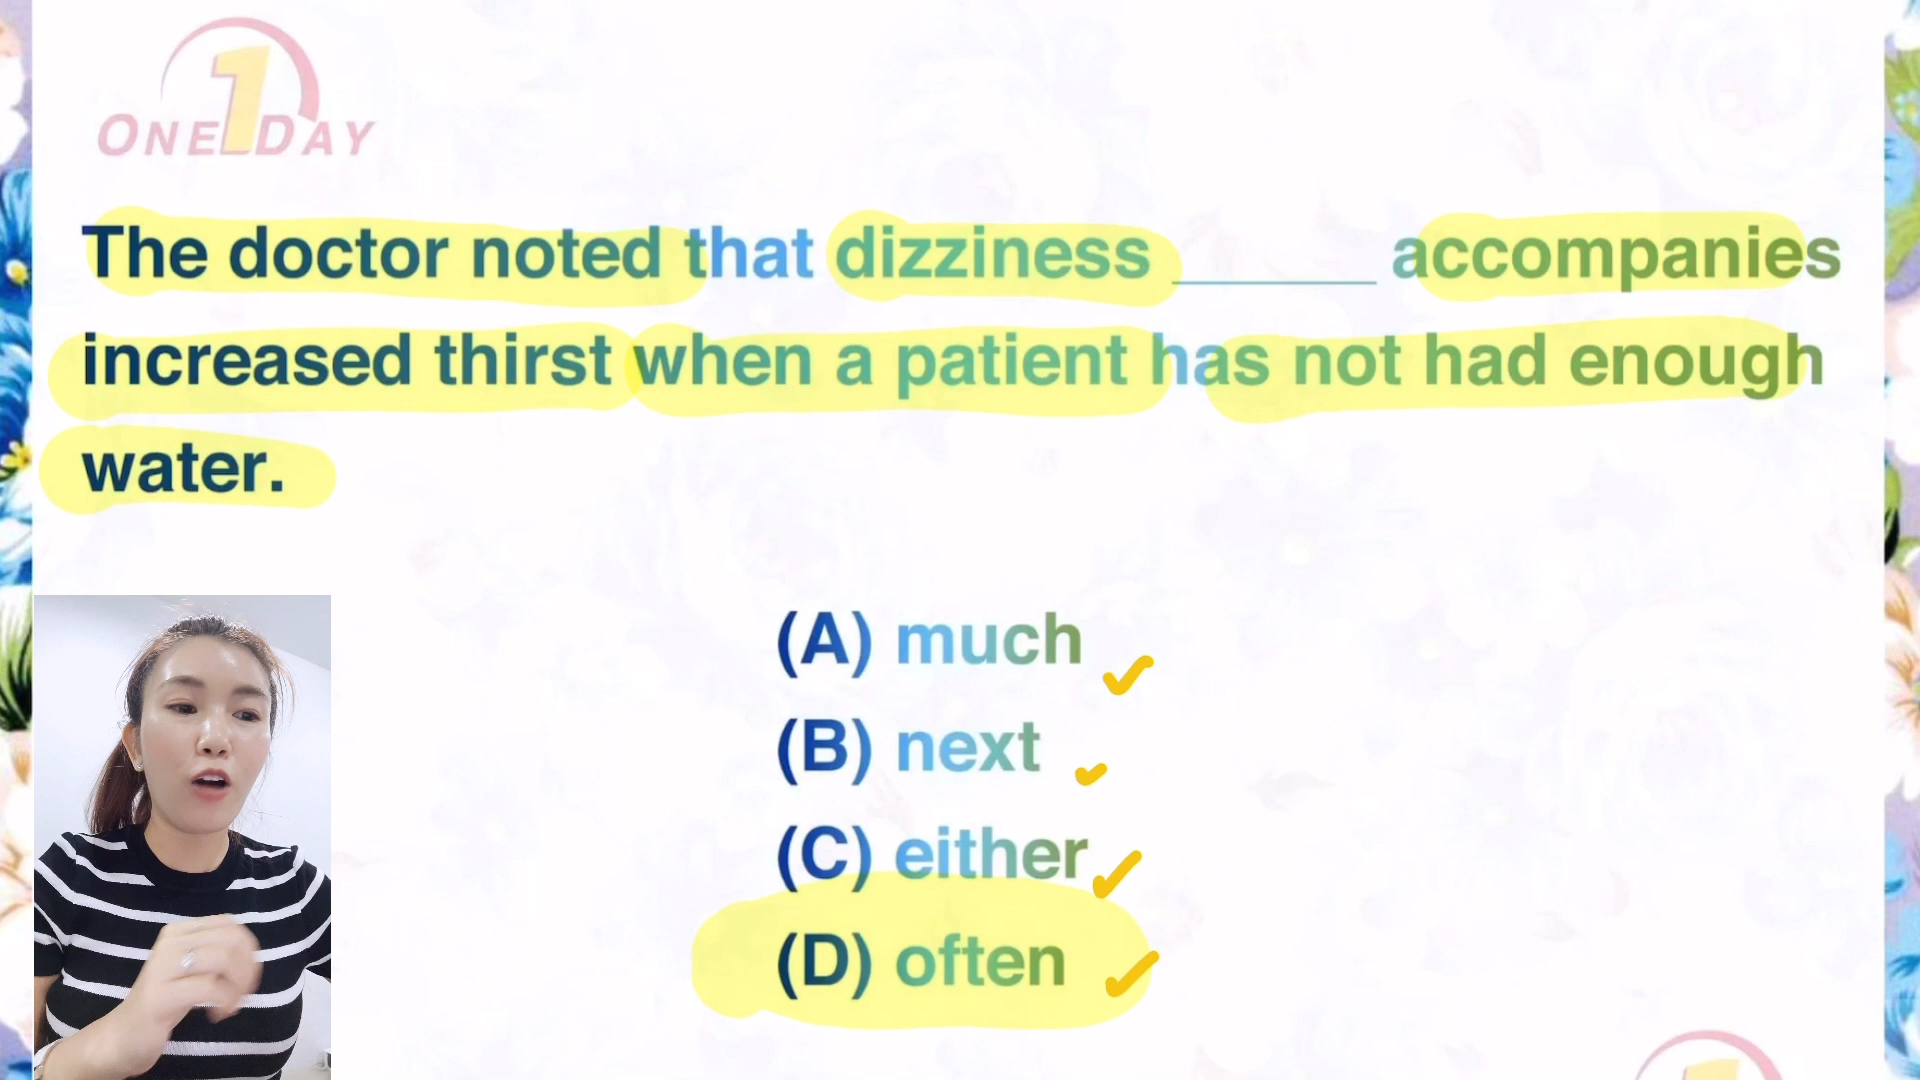 ONE 1 DAY
The doctor noted that dizziness ______ accompanies
increased thirst when a patient has not had enough
water.
(A) much
(B) next
(C) either
(D) often